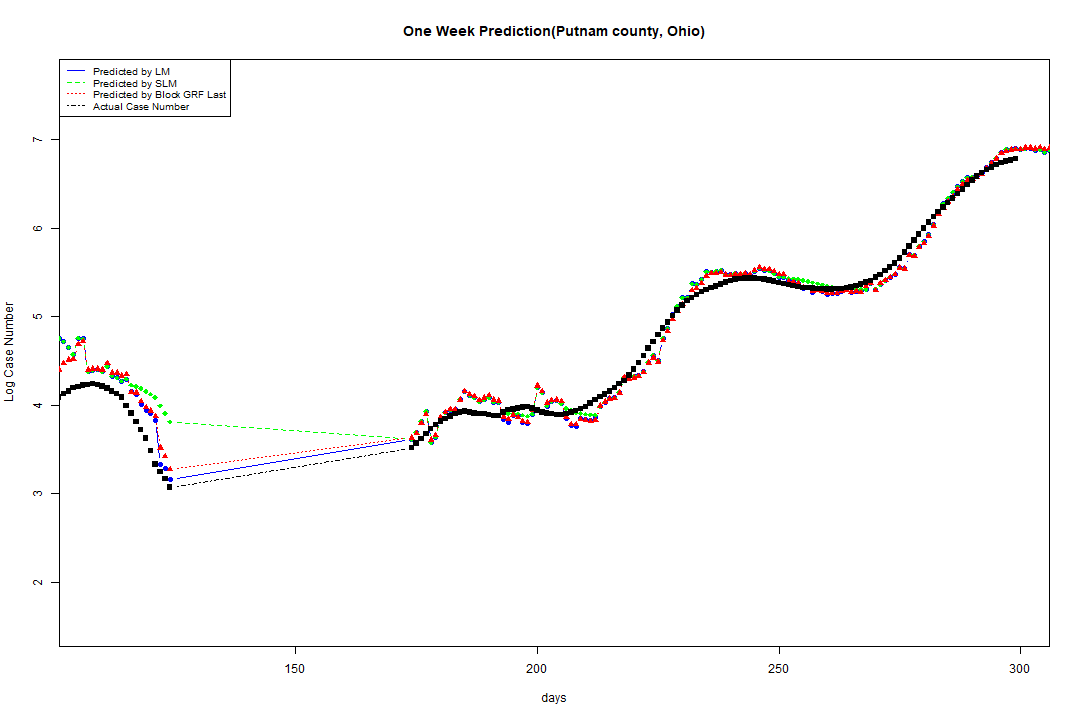 One Week Prediction(Putnam county, Ohio)
Predicted by LM
Predicted by SLM
Predicted by Block GRF Last
Actual Case Number
7
6
5
4
3
2
Log Case Number
150
200
250
300
days